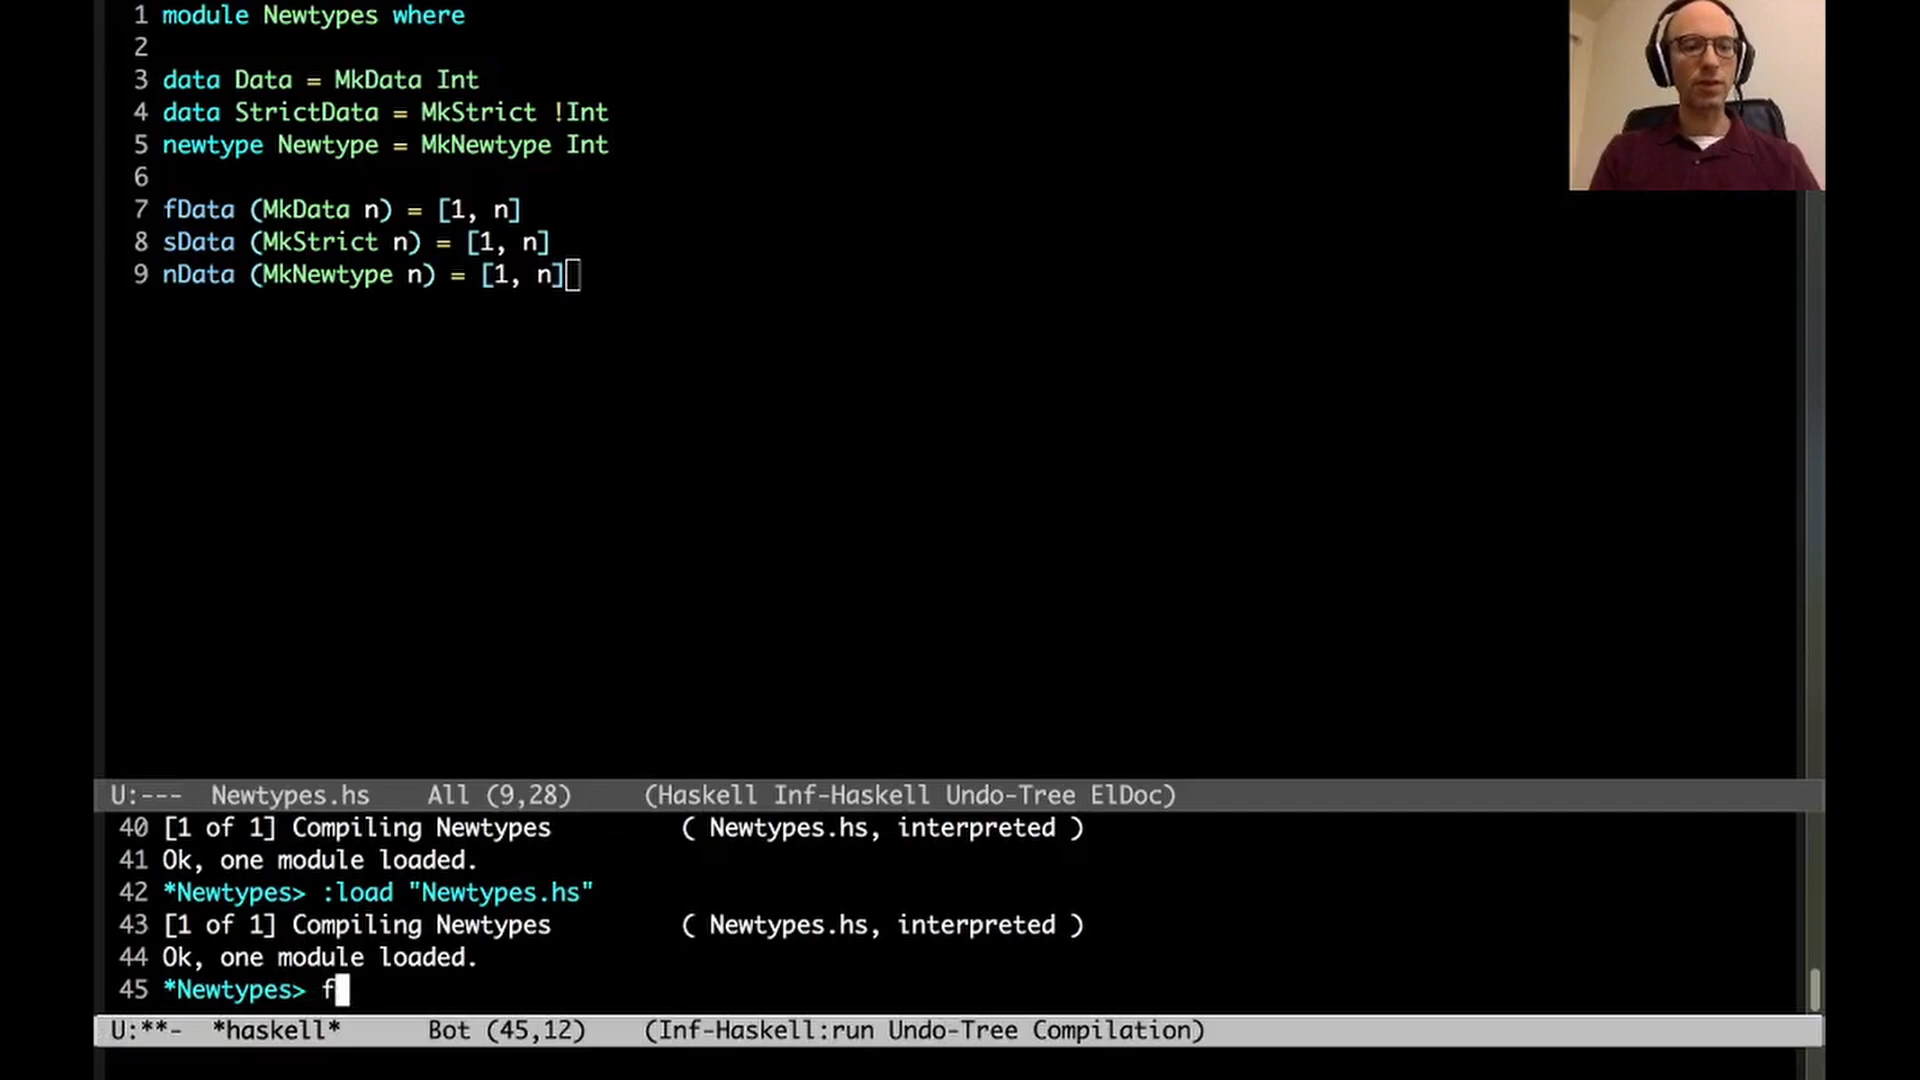 1 module Newtypes where
2
3 data Data = MkData Int
4 data StrictData = MkStrict !Int
5 newtype Newtype = MkNewtype Int
6
7 fData (MkData n) = [1, n]
8 sData (MkStrict n) = [1, n]
9 nData (MkNewtype n) = [1, n]
U:--- Newtypes.hs All (9,28) (Haskell Inf-Haskell Undo-Tree ElDoc)
40 [1 of 1] Compiling Newtypes ( Newtypes.hs, interpreted )
41 Ok, one module loaded.
42 *Newtypes> :load "Newtypes.hs"
43 [1 of 1] Compiling Newtypes ( Newtypes.hs, interpreted )
44 Ok, one module loaded.
45 *Newtypes> f
U:**- *haskell* Bot (45,12) (Inf-Haskell:run Undo-Tree Compilation)